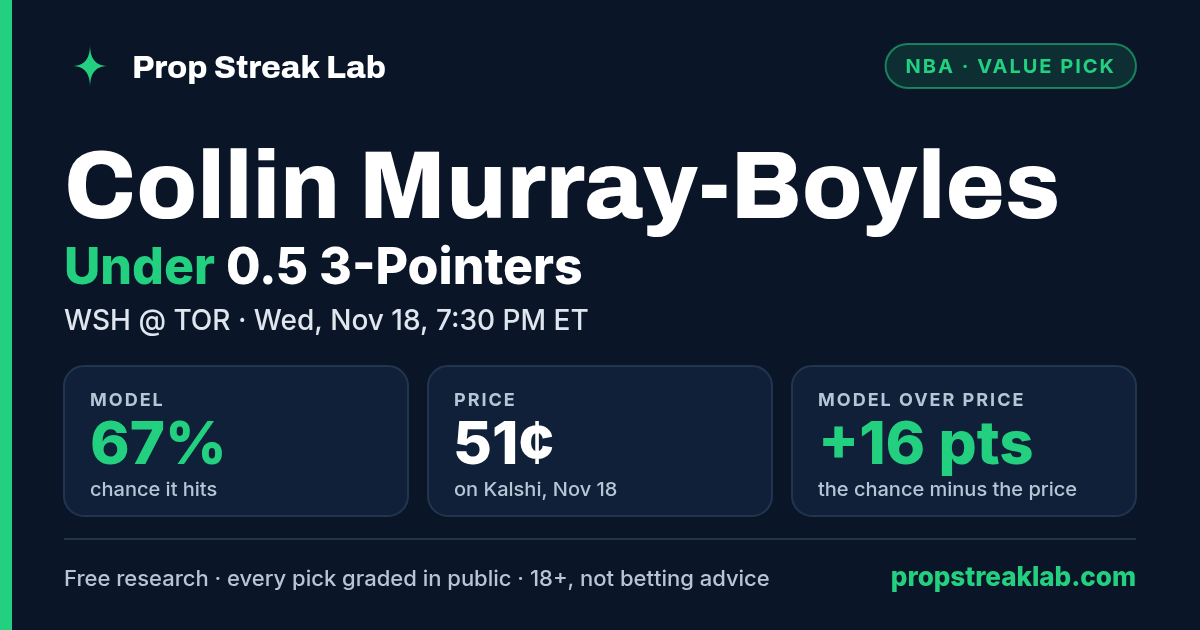 Prop Streak Lab
NBA · VALUE PICK
Collin Murray-Boyles
Under 0.5 3-Pointers
WSH @ TOR · Wed, Nov 18, 7:30 PM ET
MODEL
67%
chance it hits
PRICE
51¢
on Kalshi, Nov 18
MODEL OVER PRICE
+16 pts
the chance minus the price
Free research · every pick graded in public · 18+, not betting advice
propstreaklab.com